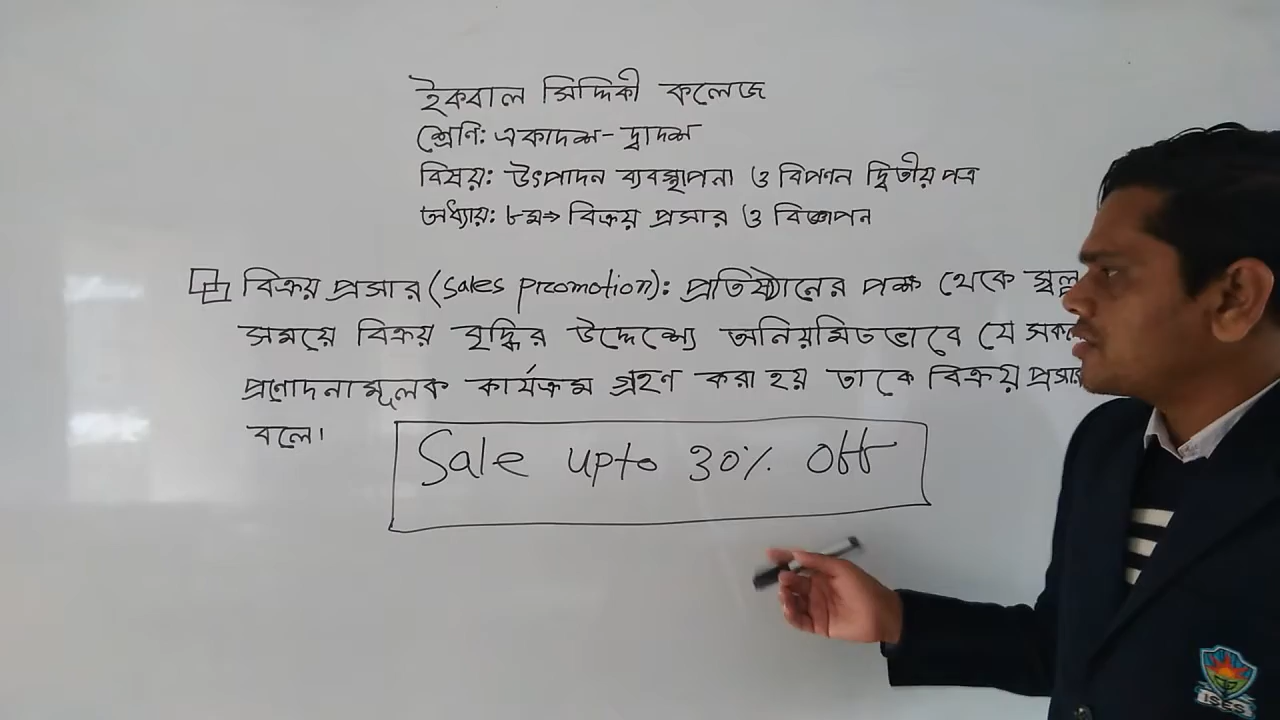 ইকবাল সিদ্দিকী কলেজ
শ্রেণি: একাদশ- দ্বাদশ
বিষয়: উৎপাদন ব্যবস্থাপনা ও বিপণন দ্বিতীয় পত্র
অধ্যায়: ৮ম⇒ বিক্রয় প্রসার ও বিজ্ঞাপন
বিক্রয় প্রসার (Sales promotion): প্রতিষ্ঠানের পক্ষ থেকে স্বল্প
সময়ে বিক্রয় বৃদ্ধির উদ্দেশ্যে অনিয়মিতভাবে যে সকল
প্রণোদনামূলক কার্যক্রম গ্রহণ করা হয় তাকে বিক্রয় প্রসার
বলে।
Sale upto 30% Off
ISES